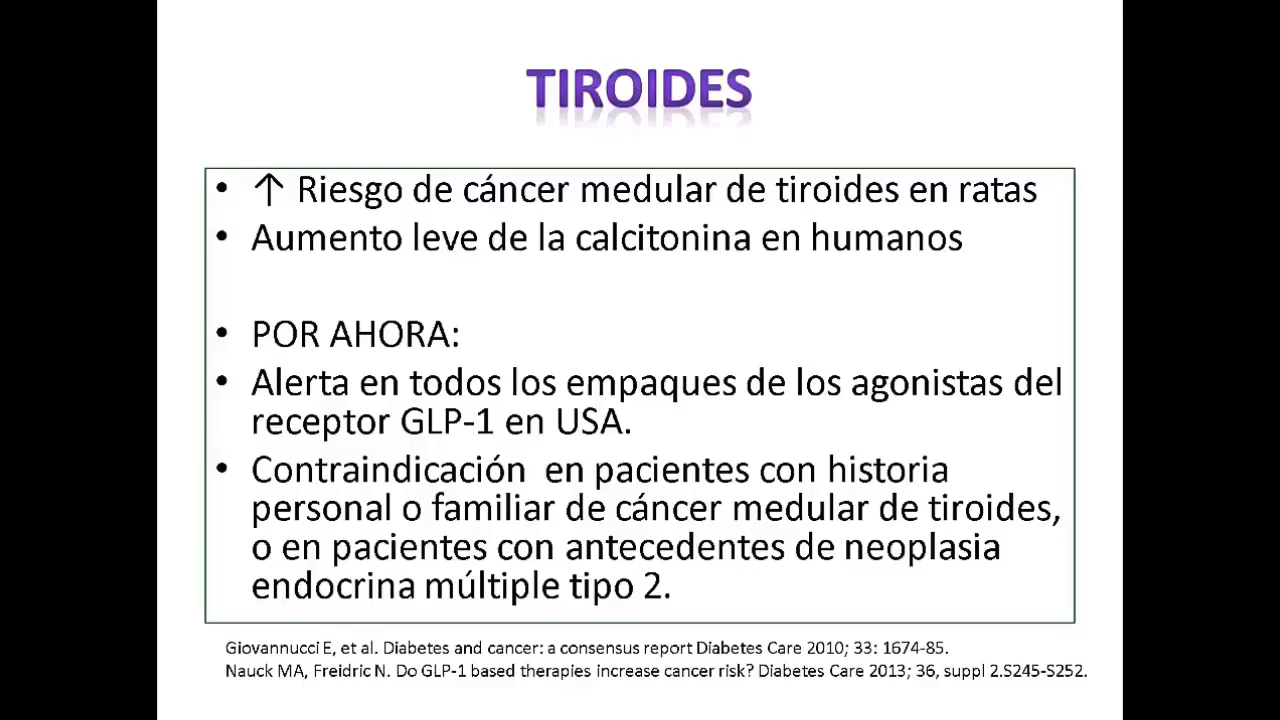 TIROIDES
• ↑ Riesgo de cáncer medular de tiroides en ratas
• Aumento leve de la calcitonina en humanos
• POR AHORA:
• Alerta en todos los empaques de los agonistas del
receptor GLP-1 en USA.
• Contraindicación en pacientes con historia
personal o familiar de cáncer medular de tiroides,
o en pacientes con antecedentes de neoplasia
endocrina múltiple tipo 2.
Giovannucci E, et al. Diabetes and cancer: a consensus report Diabetes Care 2010; 33: 1674-85.
Nauck MA, Freidric N. Do GLP-1 based therapies increase cancer risk? Diabetes Care 2013; 36, suppl 2.S245-S252.